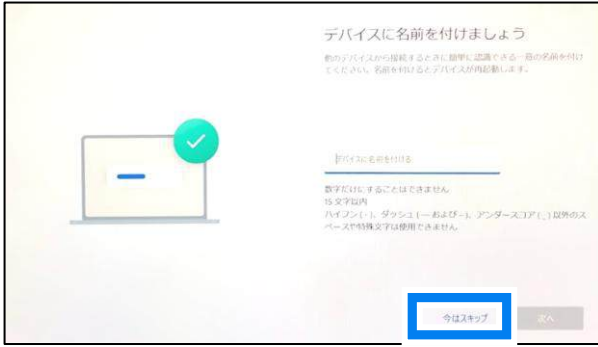 デバイスに名前を付けましょう
他のデバイスから接続するときに簡単に認識できる一意の名前を付け
てください。名前を付けるとデバイスが再起動します。
デバイスに名前を付ける
数字だけにすることはできません
15 文字以内
ハイフン (-)、ダッシュ (— および –)、アンダースコア (_) 以外のス
ペースや特殊文字は使用できません
今はスキップ
次へ